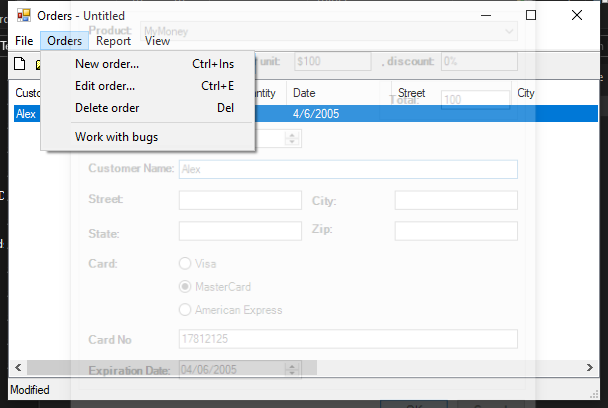 Orders - Untitled
Product: MyMoney
File Orders Report View
New order... Ctrl+Ins
unit: $100 , discount: 0%
Edit order... Ctrl+E
Custo ntity Date Street City
Delete order Del
Total: 100
Alex 4/6/2005
Work with bugs
Customer Name: Alex
Street: City:
State: Zip:
Card: Visa
MasterCard
American Express
Card No 17812125
Expiration Date: 04/06/2005
Modified